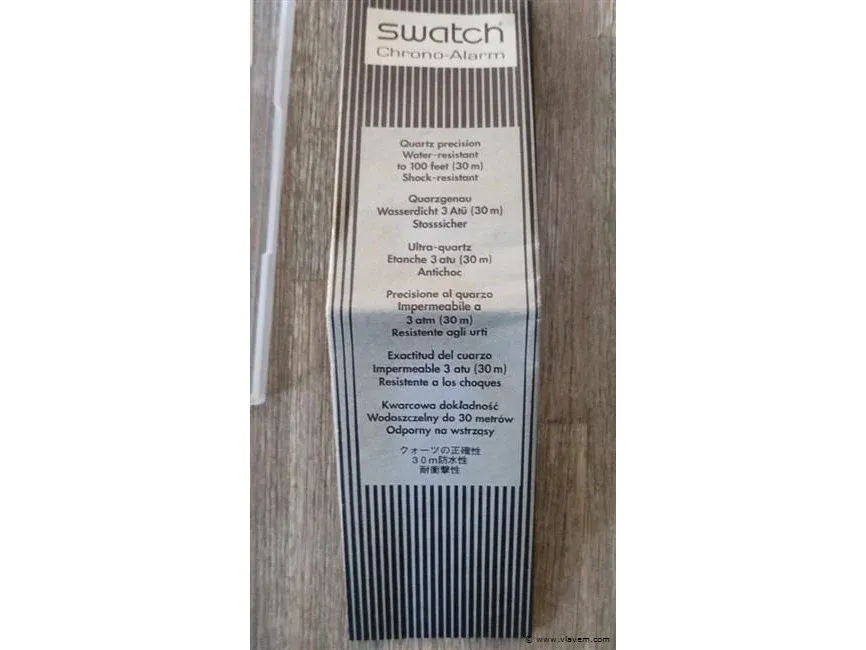 swatch
Chrono-Alarm
Quartz precision
Water-resistant
to 100 feet (30 m)
Shock-resistant
Quarzgenau
Wasserdicht 3 Atü (30 m)
Stosssicher
Ultra-quartz
Etanche 3 atu (30 m)
Antichoc
Precisione al quarzo
Impermeabile a
3 atm (30 m)
Resistente agli urti
Exactitud del cuarzo
Impermeable 3 atu (30 m)
Resistente a los choques
Kwarcowa dokładność
Wodoszczelny do 30 metrów
Odporny na wstrząsy
クォーツの正確性
30m防水性
耐衝撃性
© www.vlavem.com